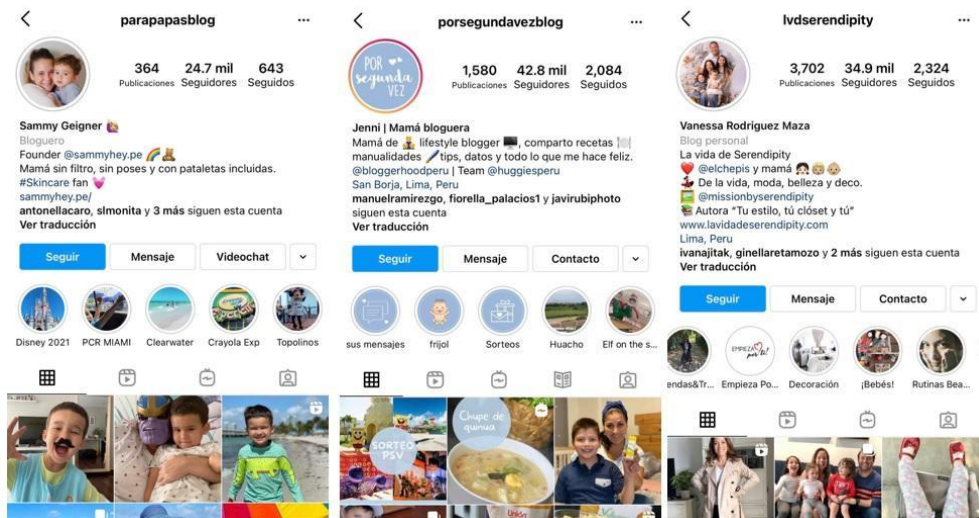 parapapasblog
364 24.7 mil 643
Publicaciones Seguidores Seguidos
Sammy Geigner
Bloguero
Founder @sammyhey.pe
Mamá sin filtro, sin poses y con pataletas incluidas.
#Skincare fan
sammyhey.pe/
antonellacaro, slmonita y 3 más siguen esta cuenta
Ver traducción
Seguir Mensaje Videochat
Disney 2021 PCR MIAMI Clearwater Crayola Exp Topolinos
porsegundavezblog
POR
segunda
VEZ
1,580 42.8 mil 2,084
Publicaciones Seguidores Seguidos
Jenni | Mamá bloguera
Mamá de lifestyle blogger, comparto recetas
manualidades tips, datos y todo lo que me hace feliz.
@bloggerhoodperu | Team @huggiesperu
San Borja, Lima, Peru
manuelramirezgo, fiorella_palacios1 y javirubiphoto
siguen esta cuenta
Ver traducción
Seguir Mensaje Contacto
sus mensajes frijol Sorteos Huacho Elf on the s...
SORTEO
PSV
Chupe de
quinua
Unión
lvdserendipity
3,702 34.9 mil 2,324
Publicaciones Seguidores Seguidos
Vanessa Rodriguez Maza
Blog personal
La vida de Serendipity
@elchepis y mamá
De la vida, moda, belleza y deco.
@missionbyserendipity
Autora "Tu estilo, tú clóset y tú"
www.lavidadeserendipity.com
Lima, Peru
ivanajitak, ginellaretamozo y 2 más siguen esta cuenta
Ver traducción
Seguir Mensaje Contacto
EMPIEZA
por ti!
endas&Tr... Empieza Po... Decoración ¡Bebés! Rutinas Bea...